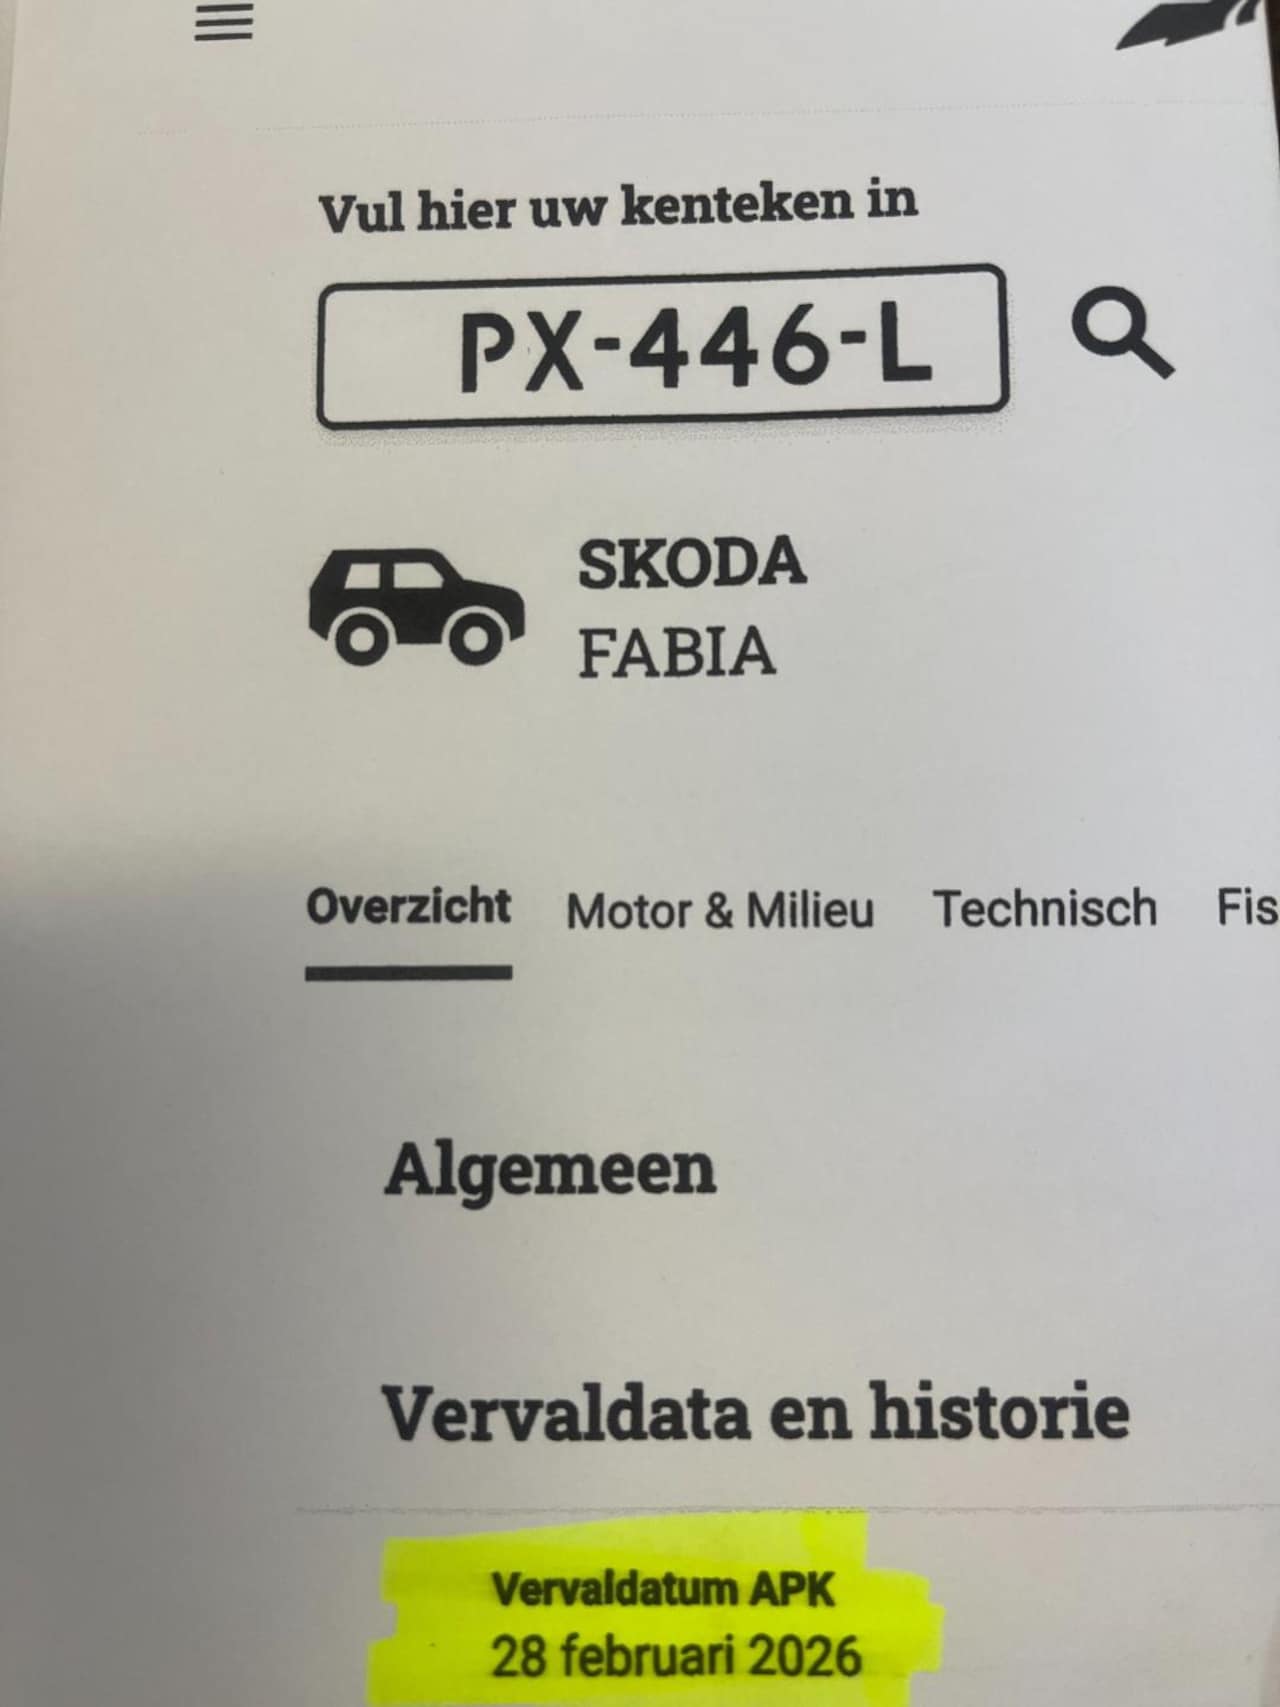 Vul hier uw kenteken in
PX-446-L
SKODA
FABIA
Overzicht Motor & Milieu Technisch Fis
Algemeen
Vervaldata en historie
Vervaldatum APK
28 februari 2026